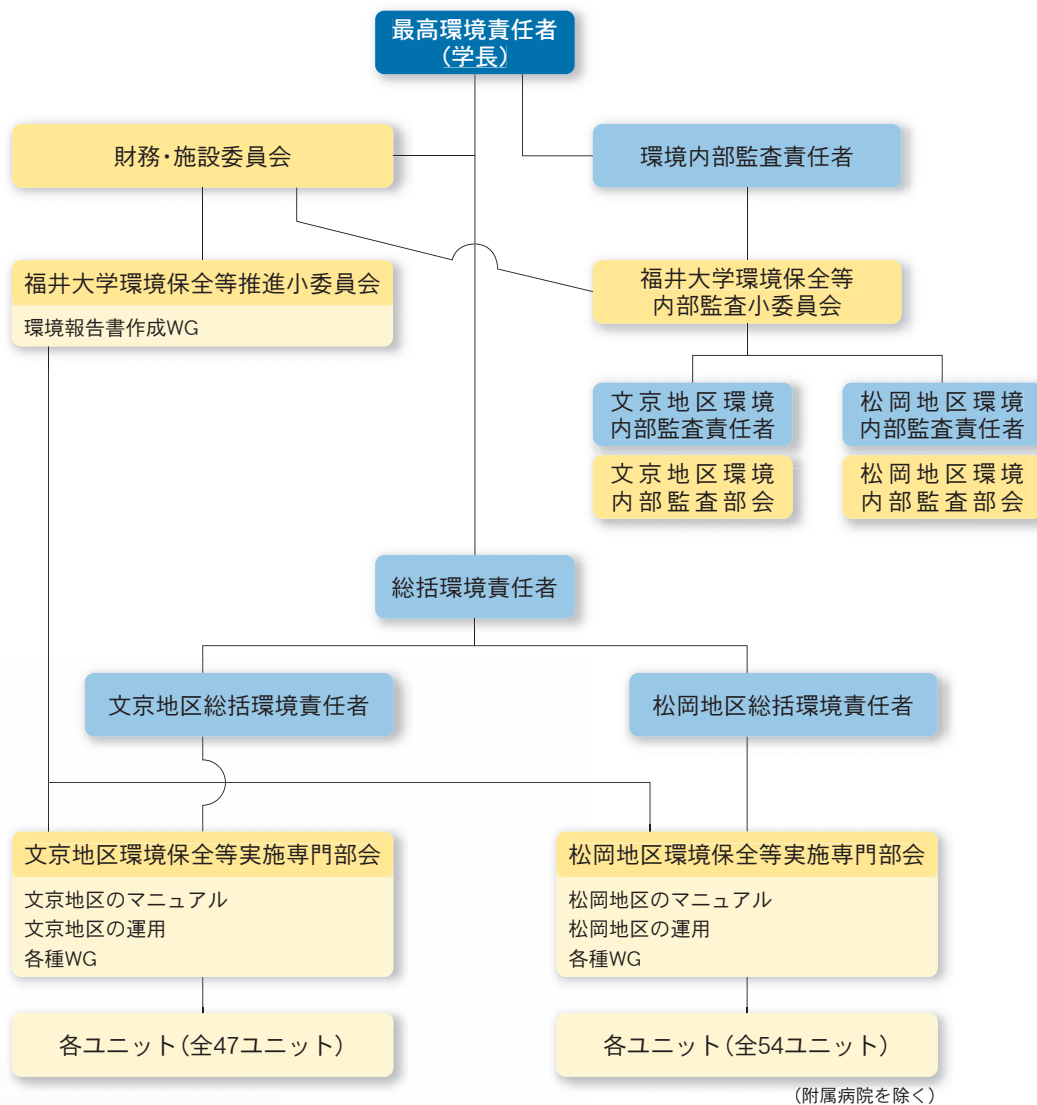 最高環境責任者
(学長)
財務・施設委員会
環境内部監査責任者
福井大学環境保全等推進小委員会
環境報告書作成WG
福井大学環境保全等
内部監査小委員会
文京地区環境
内部監査責任者
松岡地区環境
内部監査責任者
文京地区環境
内部監査部会
松岡地区環境
内部監査部会
総括環境責任者
文京地区総括環境責任者
松岡地区総括環境責任者
文京地区環境保全等実施専門部会
文京地区のマニュアル
文京地区の運用
各種WG
松岡地区環境保全等実施専門部会
松岡地区のマニュアル
松岡地区の運用
各種WG
各ユニット(全47ユニット)
各ユニット(全54ユニット)
(附属病院を除く)